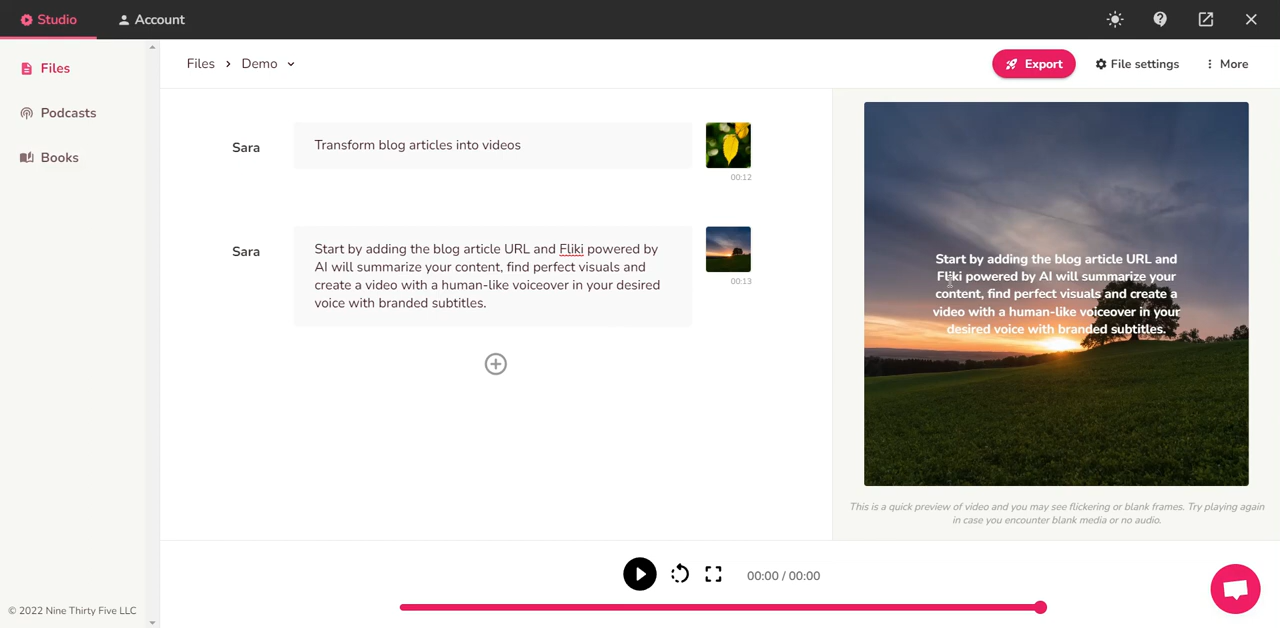 Studio
Account
Files
Podcasts
Books
© 2022 Nine Thirty Five LLC
Files > Demo
Export
File settings
More
Sara
Transform blog articles into videos
00:12
Sara
Start by adding the blog article URL and Fliki powered by
AI will summarize your content, find perfect visuals and
create a video with a human-like voiceover in your desired
voice with branded subtitles.
00:13
Start by adding the blog article URL and
Fliki powered by AI will summarize your
content, find perfect visuals and create a
video with a human-like voiceover in your
desired voice with branded subtitles.
This is a quick preview of video and you may see flickering or blank frames. Try playing again
in case you encounter blank media or no audio.
00:00 / 00:00